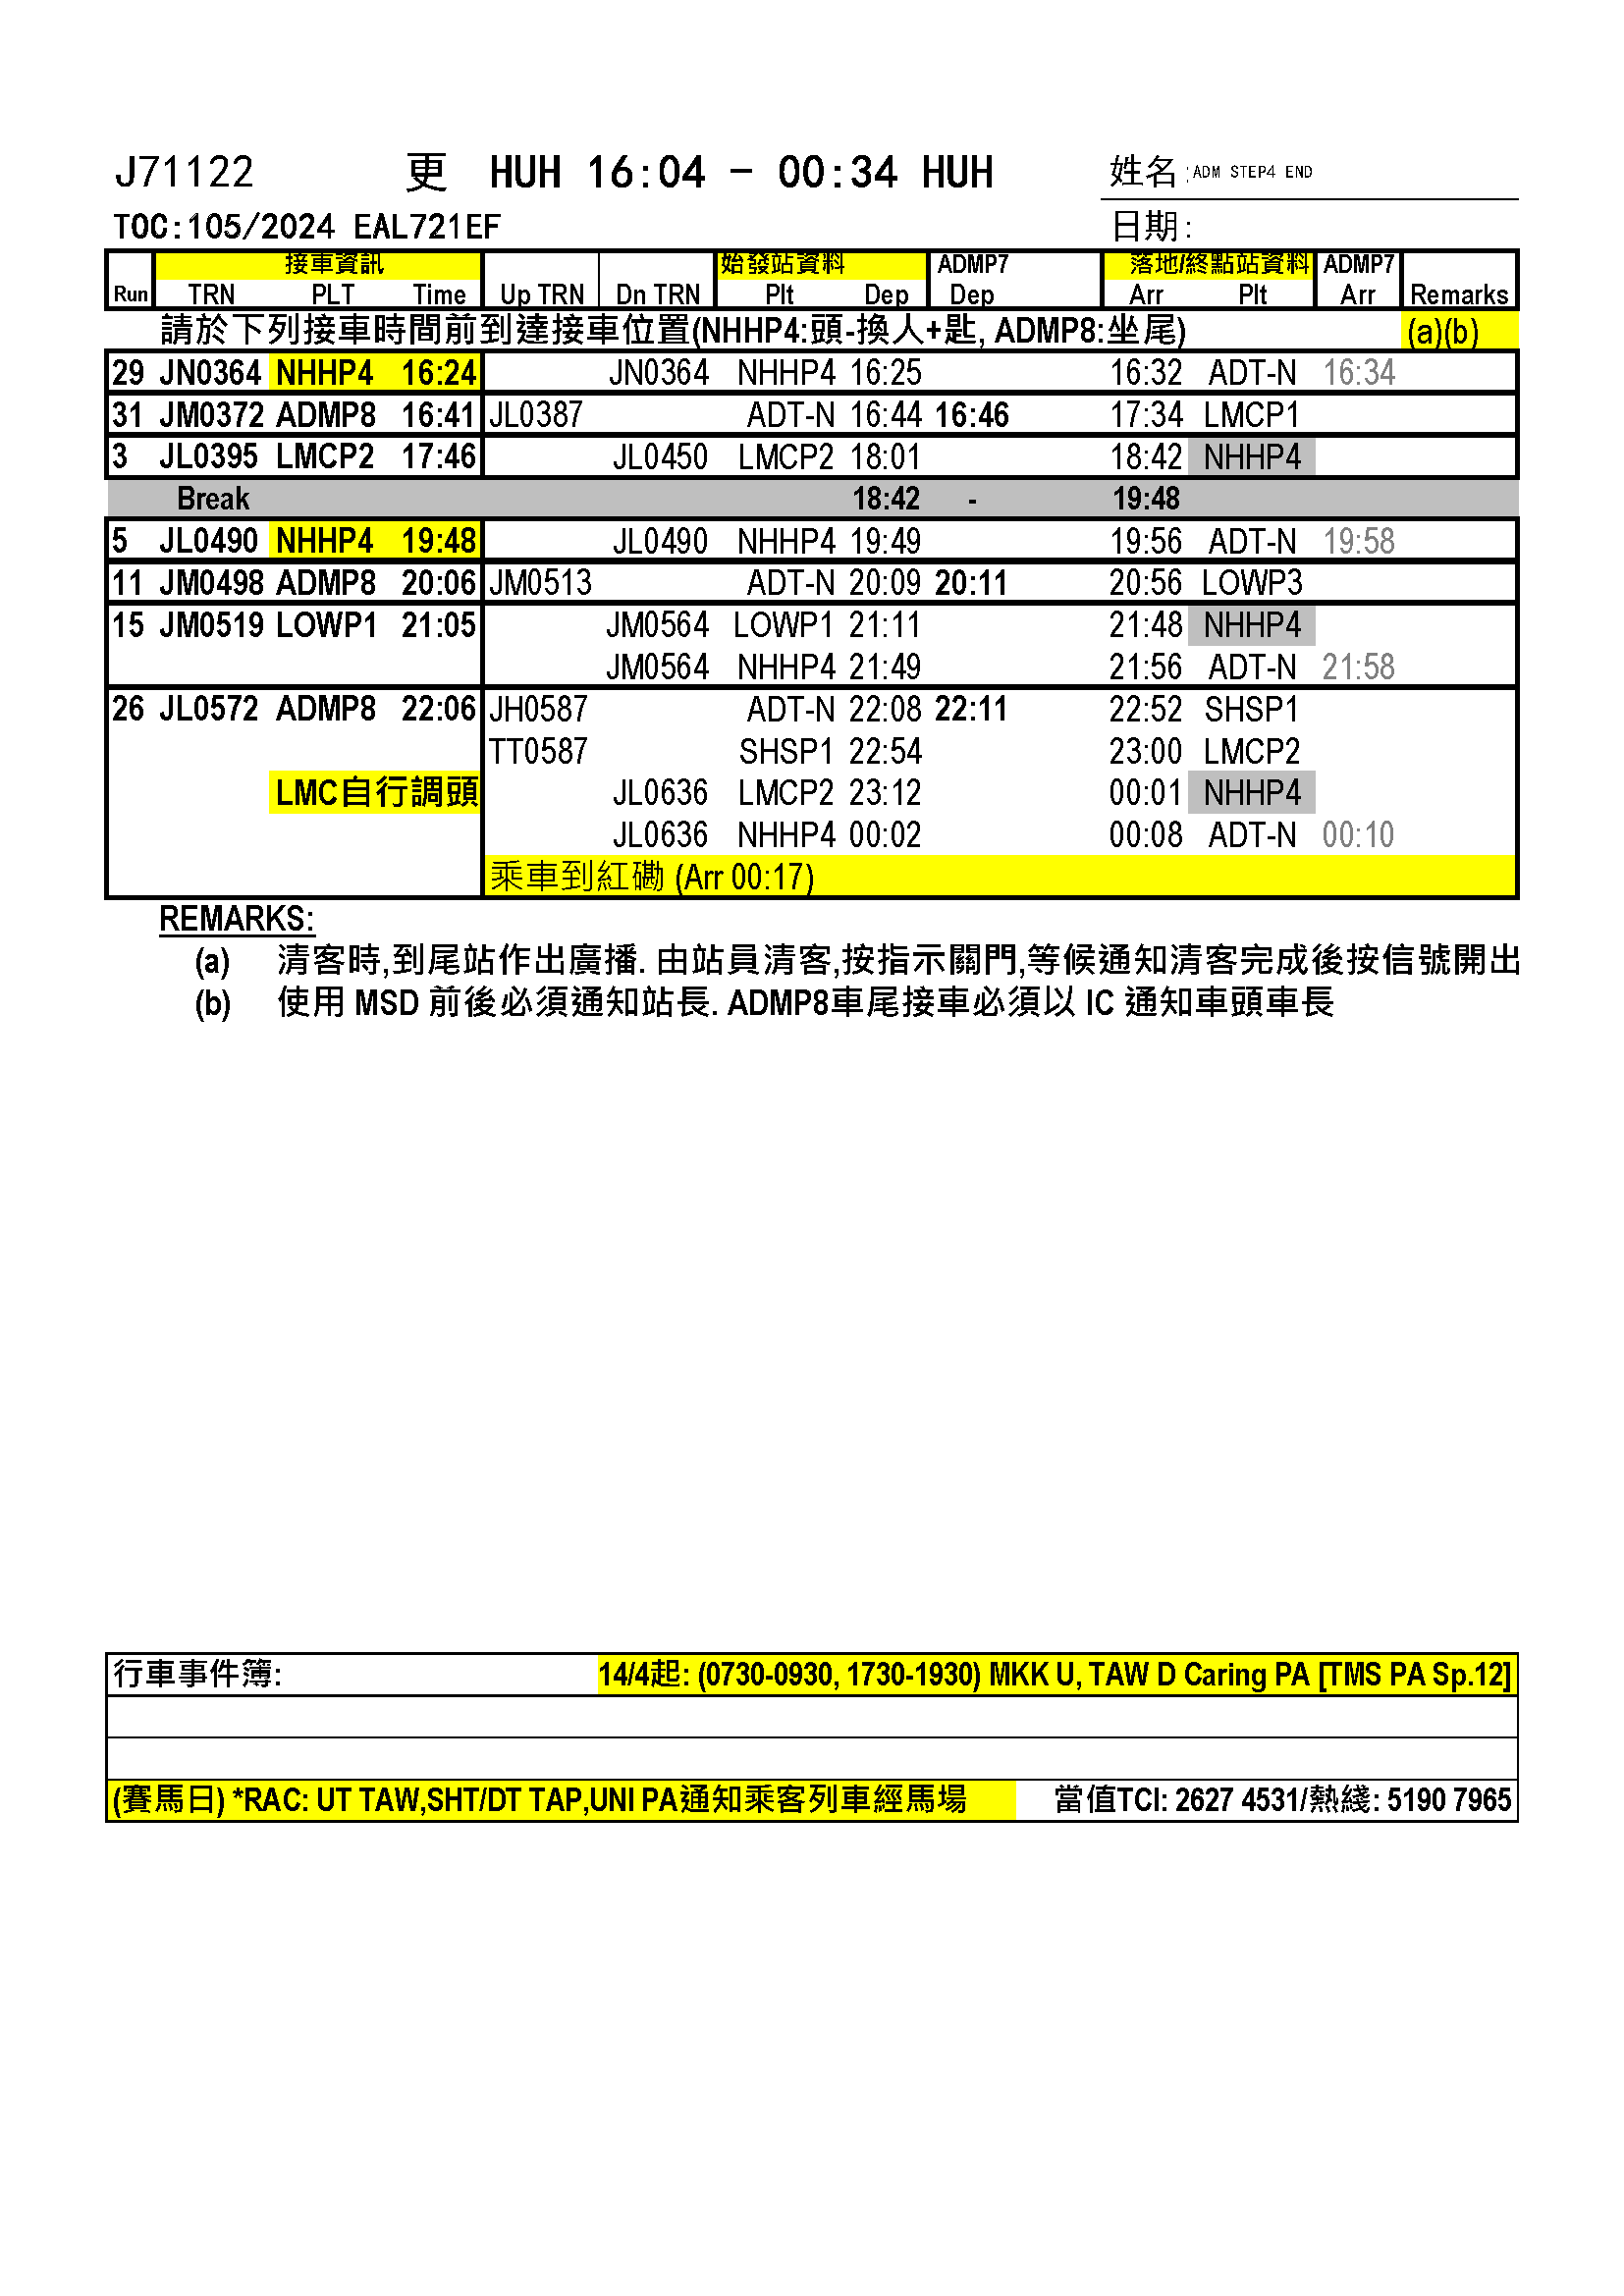 J71122 更 HUH 16:04 - 00:34 HUH 姓名:ADM STEP4 END
TOC:105/2024 EAL721EF 日期:
接車資訊 始發站資料 ADMP7 落地/終點站資料 ADMP7
Run TRN PLT Time Up TRN Dn TRN Plt Dep Dep Arr Plt Arr Remarks
請於下列接車時間前到達接車位置(NHHP4:頭-換人+匙, ADMP8:坐尾) (a)(b)
29 JN0364 NHHP4 16:24 JN0364 NHHP4 16:25 16:32 ADT-N 16:34
31 JM0372 ADMP8 16:41 JL0387 ADT-N 16:44 16:46 17:34 LMCP1
3 JL0395 LMCP2 17:46 JL0450 LMCP2 18:01 18:42 NHHP4
Break 18:42 - 19:48
5 JL0490 NHHP4 19:48 JL0490 NHHP4 19:49 19:56 ADT-N 19:58
11 JM0498 ADMP8 20:06 JM0513 ADT-N 20:09 20:11 20:56 LOWP3
15 JM0519 LOWP1 21:05 JM0564 LOWP1 21:11 21:48 NHHP4
JM0564 NHHP4 21:49 21:56 ADT-N 21:58
26 JL0572 ADMP8 22:06 JH0587 ADT-N 22:08 22:11 22:52 SHSP1
TT0587 SHSP1 22:54 23:00 LMCP2
LMC自行調頭 JL0636 LMCP2 23:12 00:01 NHHP4
JL0636 NHHP4 00:02 00:08 ADT-N 00:10
乘車到紅磡 (Arr 00:17)
REMARKS:
(a) 清客時,到尾站作出廣播. 由站員清客,按指示關門,等候通知清客完成後按信號開出
(b) 使用 MSD 前後必須通知站長. ADMP8車尾接車必須以 IC 通知車頭車長
行車事件簿: 14/4起: (0730-0930, 1730-1930) MKK U, TAW D Caring PA [TMS PA Sp.12]
(賽馬日) *RAC: UT TAW,SHT/DT TAP,UNI PA通知乘客列車經馬場 當值TCI: 2627 4531/熱綫: 5190 7965